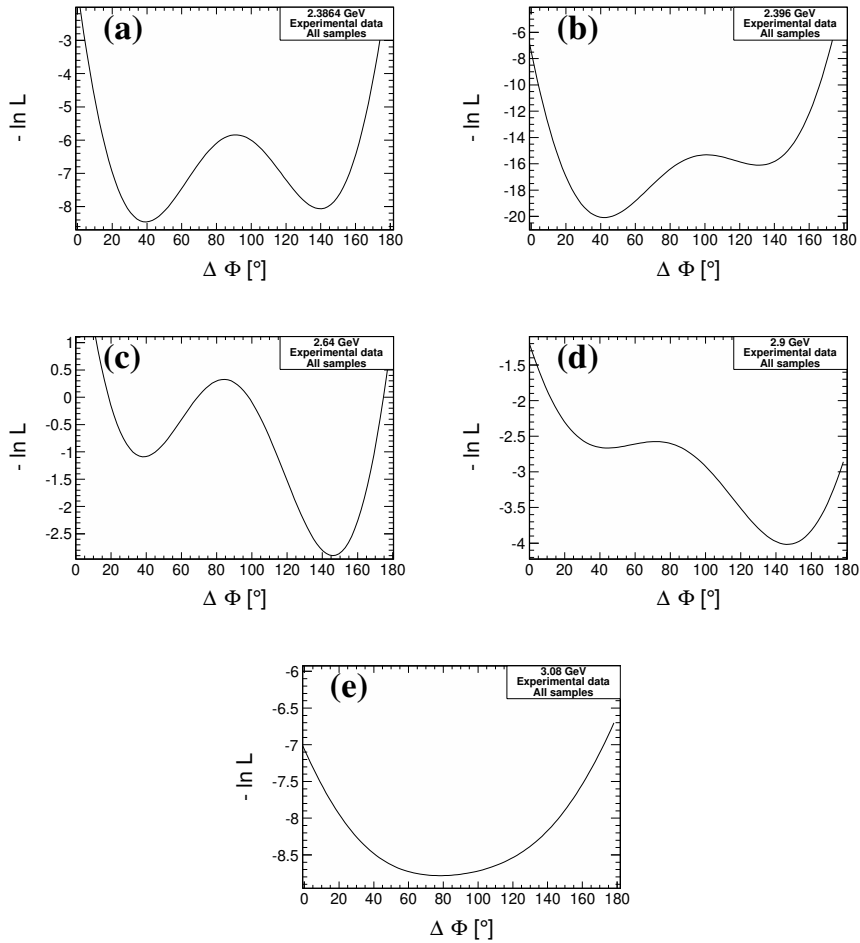 (a)
2.3864 GeV
Experimental data
All samples
-3
-4
-5
-6
-7
-8
- ln L
0 20 40 60 80 100 120 140 160 180
Δ Φ [°]
(b)
2.396 GeV
Experimental data
All samples
-6
-8
-10
-12
-14
-16
-18
-20
- ln L
0 20 40 60 80 100 120 140 160 180
Δ Φ [°]
(c)
2.64 GeV
Experimental data
All samples
1
0.5
0
-0.5
-1
-1.5
-2
-2.5
- ln L
0 20 40 60 80 100 120 140 160 180
Δ Φ [°]
(d)
2.9 GeV
Experimental data
All samples
-1.5
-2
-2.5
-3
-3.5
-4
- ln L
0 20 40 60 80 100 120 140 160 180
Δ Φ [°]
(e)
3.08 GeV
Experimental data
All samples
-6
-6.5
-7
-7.5
-8
-8.5
- ln L
0 20 40 60 80 100 120 140 160 180
Δ Φ [°]